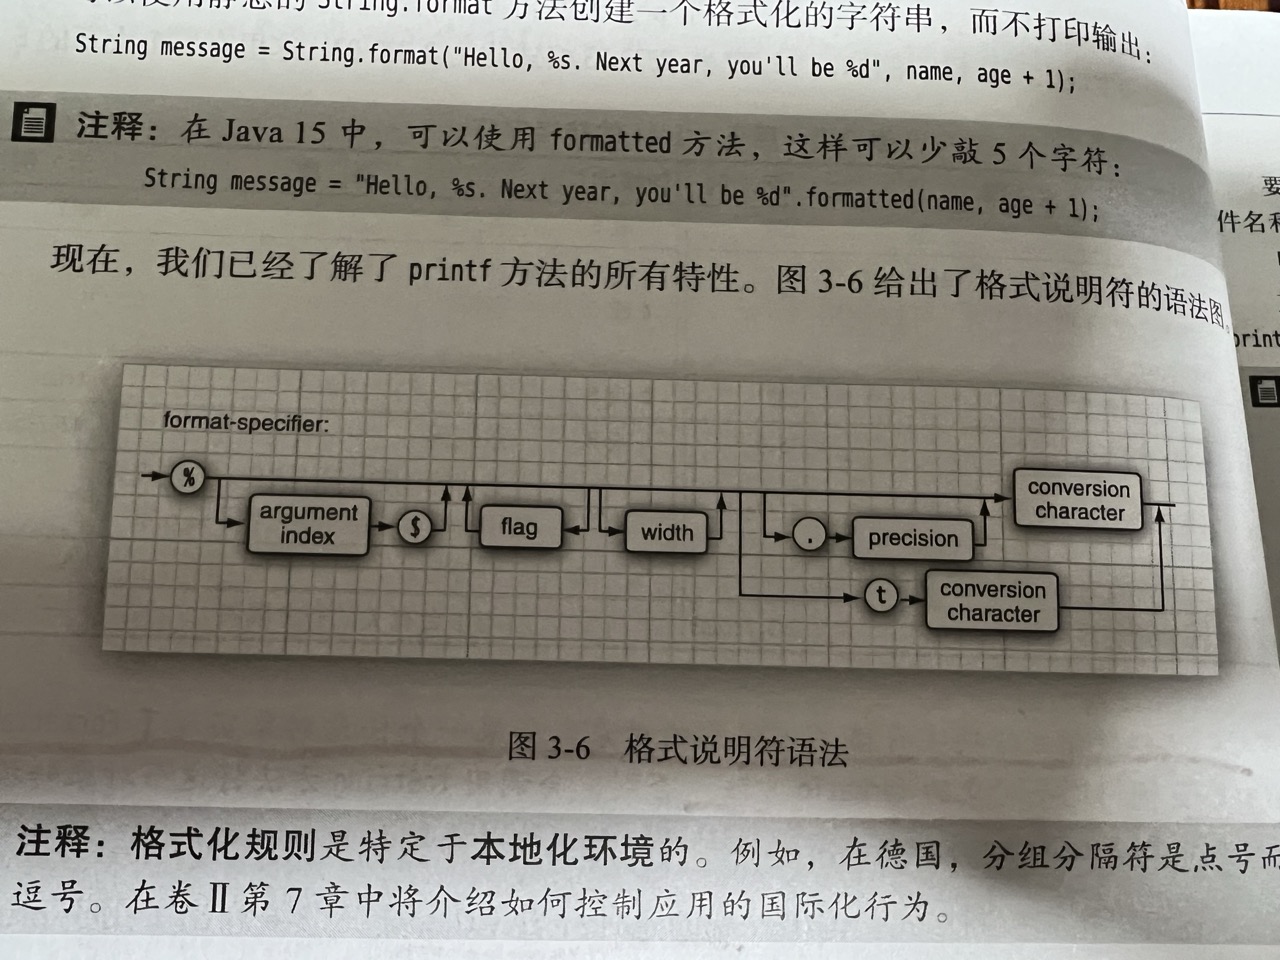 可以使用静态的 String.format 方法创建一个格式化的字符串，而不打印输出：
String message = String.format("Hello, %s. Next year, you'll be %d", name, age + 1);
注释：在 Java 15 中，可以使用 formatted 方法，这样可以少敲 5 个字符：
String message = "Hello, %s. Next year, you'll be %d".formatted(name, age + 1);
现在，我们已经了解了 printf 方法的所有特性。图 3-6 给出了格式说明符的语法图。
format-specifier:
%
argument index
$
flag
width
.
precision
conversion character
t
conversion character
图 3-6 格式说明符语法
注释：格式化规则是特定于本地化环境的。例如，在德国，分组分隔符是点号而
逗号。在卷 II 第 7 章中将介绍如何控制应用的国际化行为。
要
件名
print